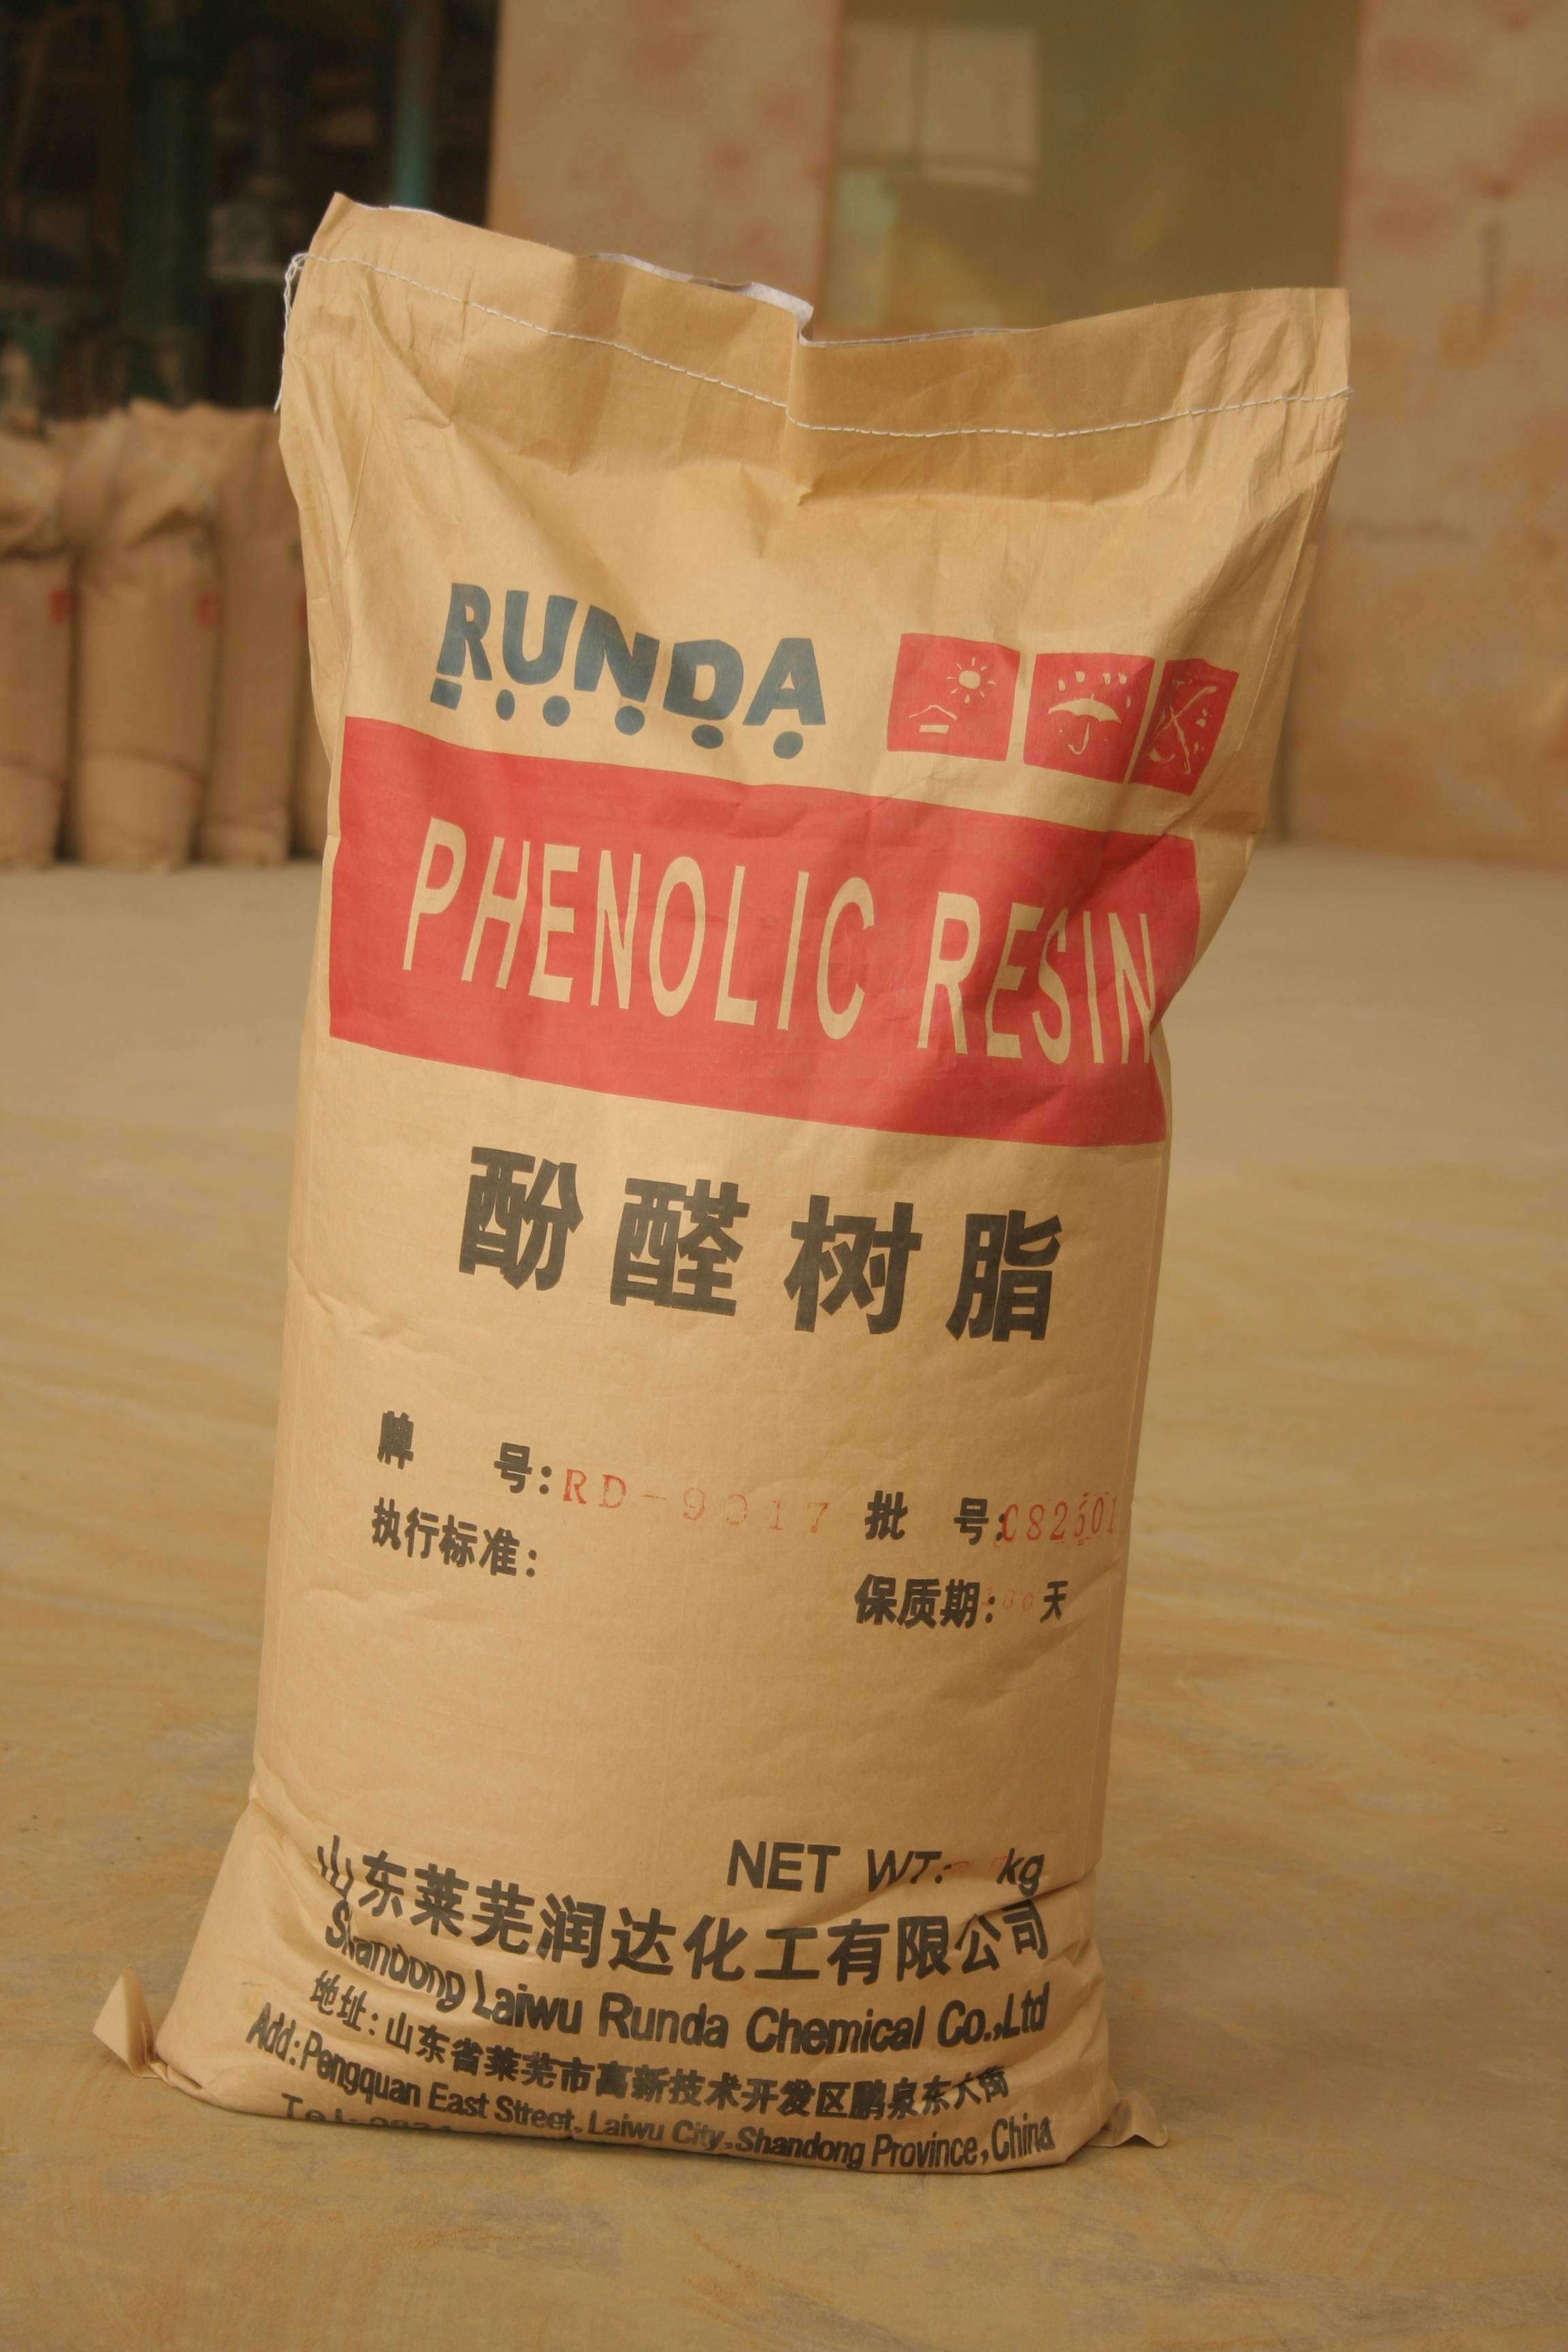 RUNDA
PHENOLIC RESIN
酚醛树脂
牌 号:RD-9017 批 号:
执行标准:
保质期: 天
NET WT: kg
山东莱芜润达化工有限公司
Shandong Laiwu Runda Chemical Co.,Ltd
地址:山东省莱芜市高新技术开发区鹏泉东大街
Add:Pengquan East Street,Laiwu City,Shandong Province,China
Tel: